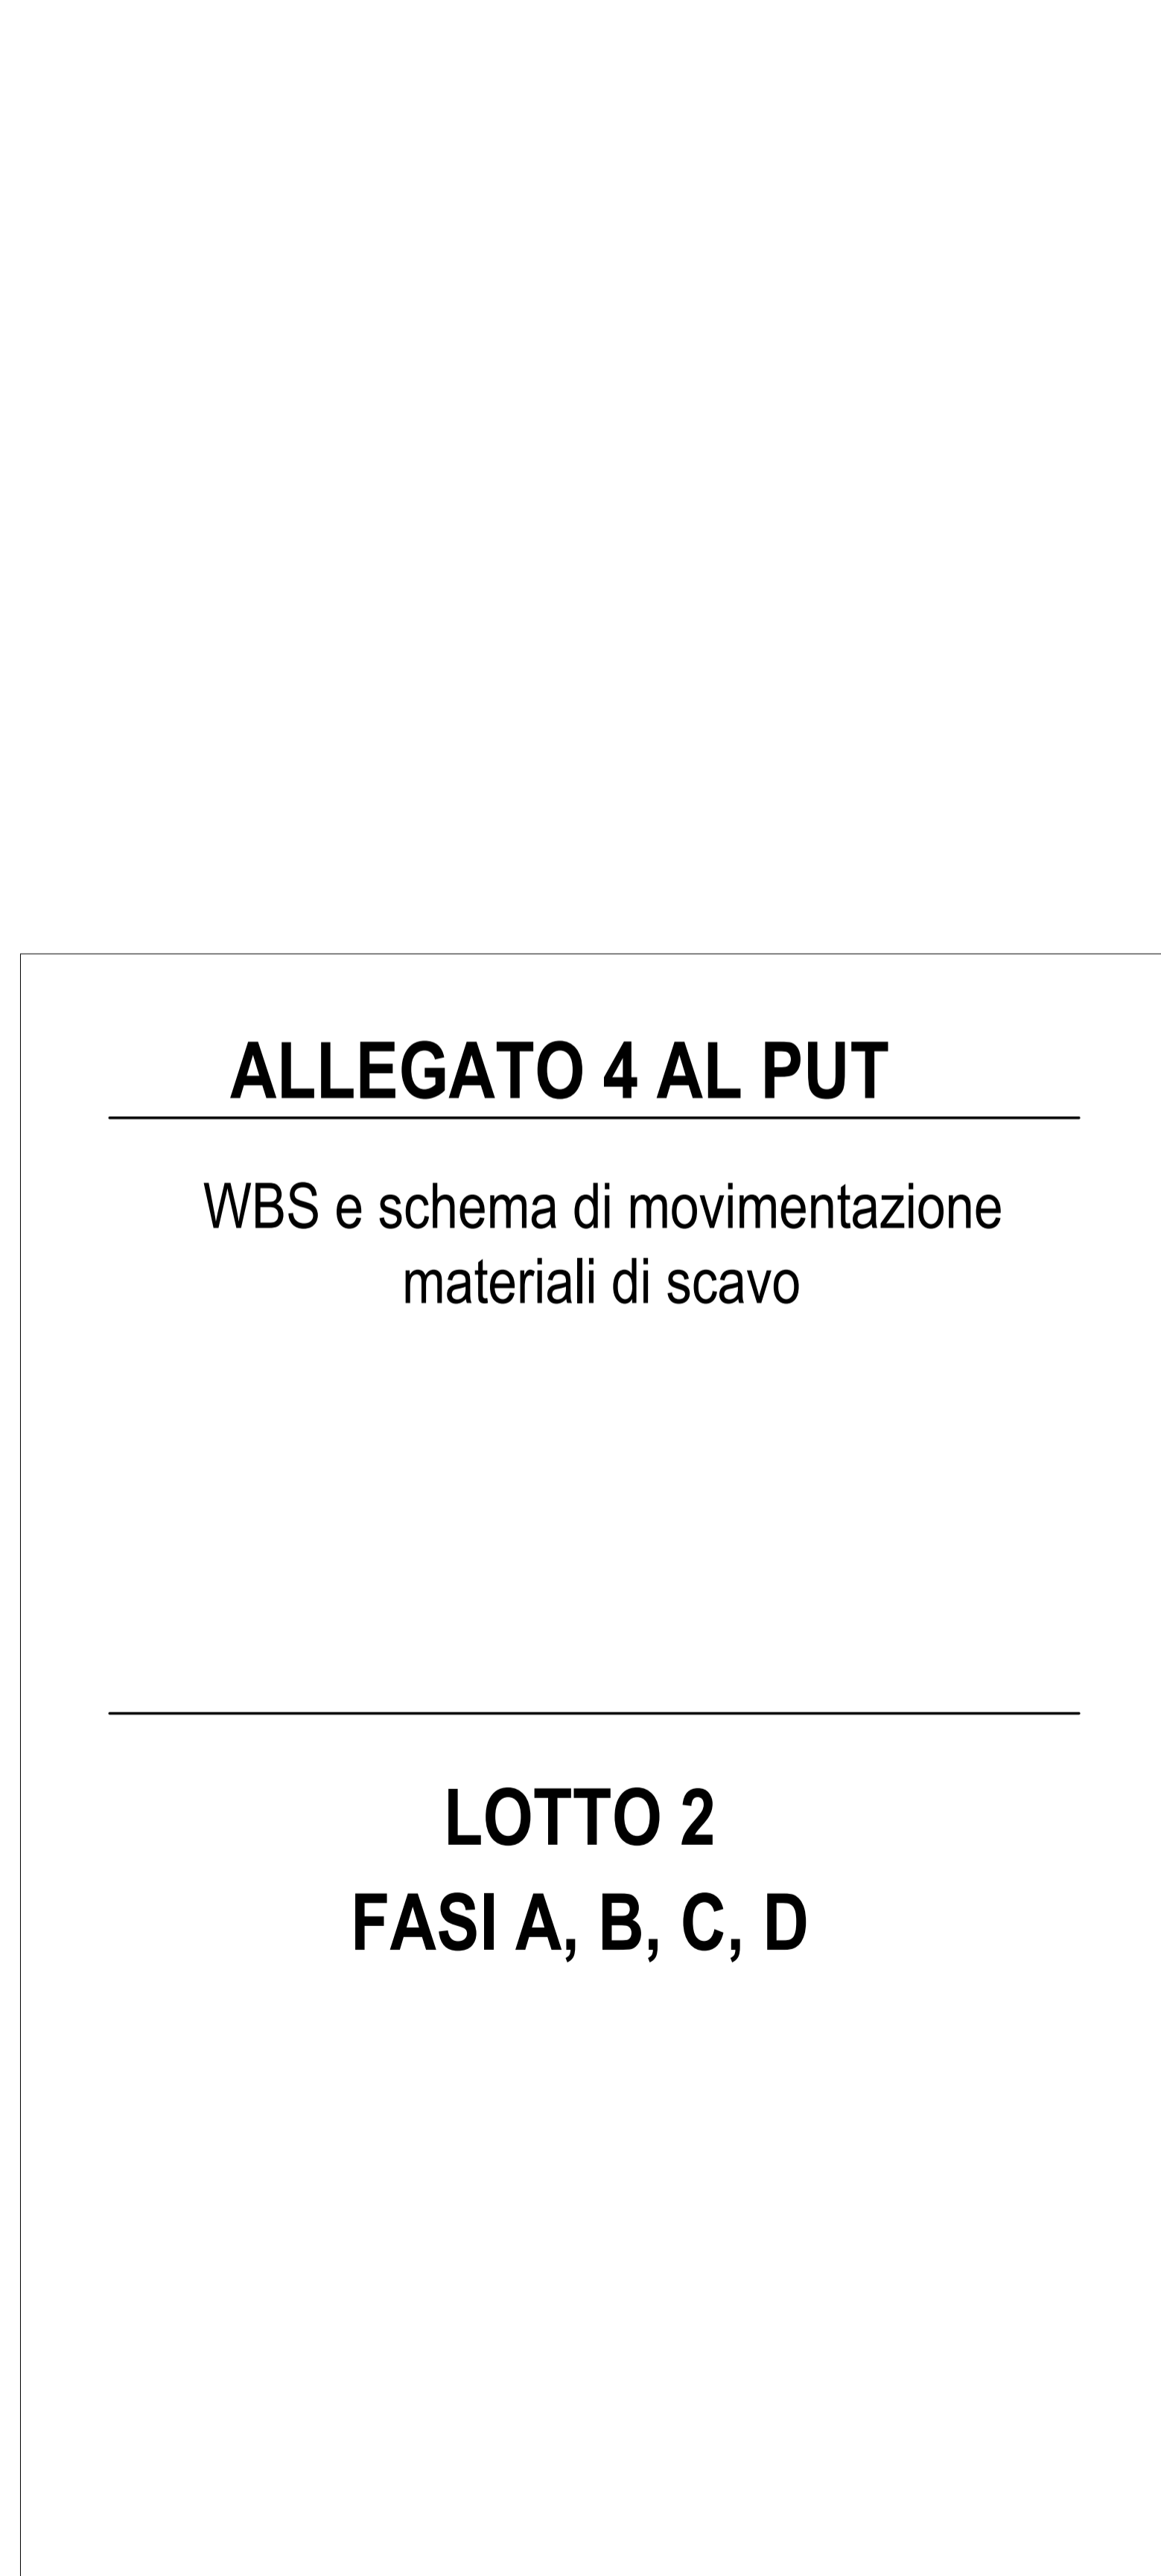 ALLEGATO 4 AL PUT
WBS e schema di movimentazione
materiali di scavo
LOTTO 2
FASI A, B, C, D